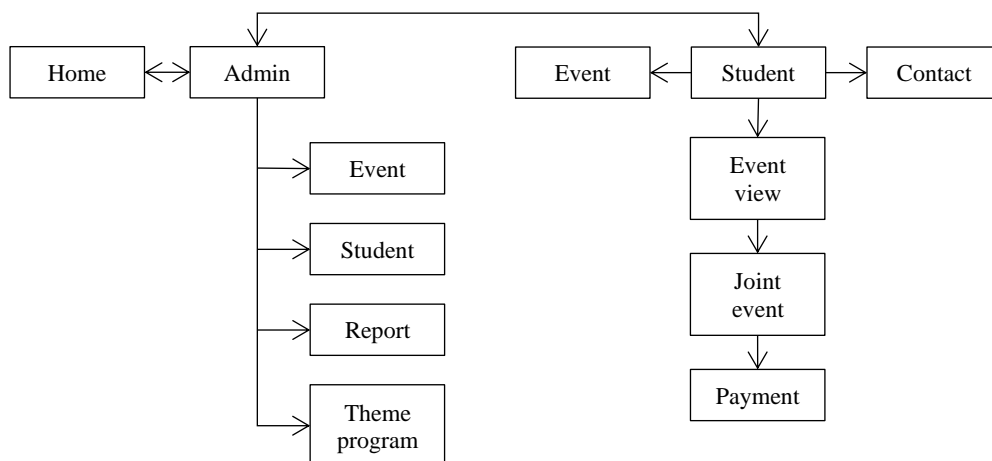 Home
Admin
Event
Student
Contact
Event
Event
view
Student
Joint
event
Report
Payment
Theme
program